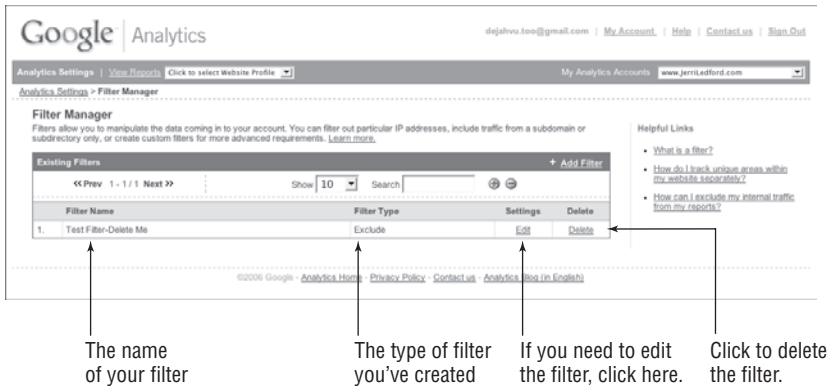 Google Analytics
dejahvu.too@gmail.com | My Account | Help | Contact us | Sign Out
Analytics Settings | View Reports Click to select Website Profile My Analytics Accounts www.JerriLedford.com
Analytics Settings > Filter Manager
Filter Manager
Filters allow you to manipulate the data coming in to your account. You can filter out particular IP addresses, include traffic from a subdomain or
subdirectory only, or create custom filters for more advanced requirements. Learn more.
Existing Filters + Add Filter
<< Prev 1 - 1 / 1 Next >> Show 10 Search
Filter Name Filter Type Settings Delete
1. Test Filter-Delete Me Exclude Edit Delete
Helpful Links
What is a filter?
How do I track unique areas within
my website separately?
How can I exclude my internal traffic
from my reports?
©2006 Google - Analytics Home - Privacy Policy - Contact us - Analytics Blog (in English)
The name
of your filter
The type of filter
you've created
If you need to edit
the filter, click here.
Click to delete
the filter.